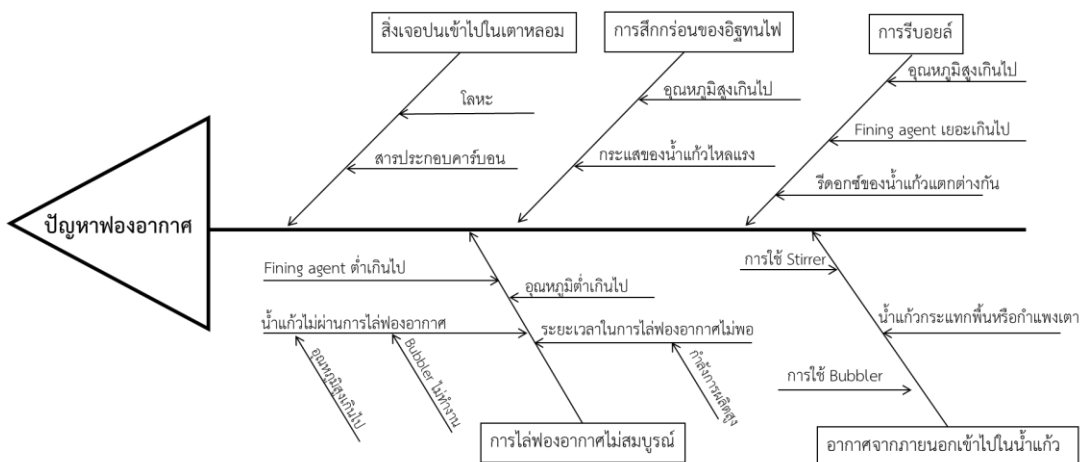 สิ่งเจอปนเข้าไปในเตาหลอม
การสึกกร่อนของอิฐทนไฟ
การรีบอยล์
โลหะ
สารประกอบคาร์บอน
อุณหภูมิสูงเกินไป
กระแสของน้ำแก้วไหลแรง
อุณหภูมิสูงเกินไป
Fining agent เยอะเกินไป
รีดอกซ์ของน้ำแก้วแตกต่างกัน
ปัญหาฟองอากาศ
Fining agent ต่ำเกินไป
อุณหภูมิต่ำเกินไป
น้ำแก้วไม่ผ่านการไล่ฟองอากาศ
ระยะเวลาในการไล่ฟองอากาศไม่พอ
อุณหภูมิสูงเกินไป
Bubbler ไม่ทำงาน
กำลังการผลิตสูง
การไล่ฟองอากาศไม่สมบูรณ์
การใช้ Stirrer
น้ำแก้วกระแทกพื้นหรือกำแพงเตา
การใช้ Bubbler
อากาศจากภายนอกเข้าไปในน้ำแก้ว